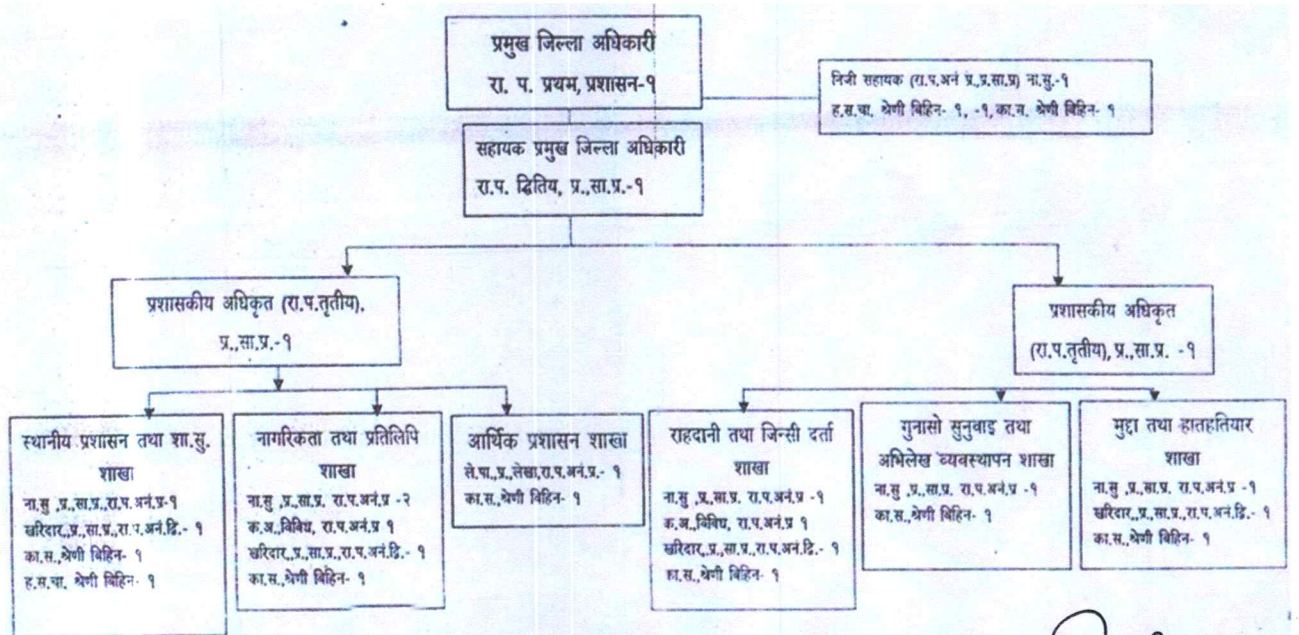 प्रमुख जिल्ला अधिकारी
रा. प. प्रथम, प्रशासन-१
निजी सहायक (रा.प.अनं प्र.,प्र.सा.प्र) ना.सु.-१
ह.स.चा. श्रेणी विहिन- १, -१, का.स. श्रेणी विहिन- १
सहायक प्रमुख जिल्ला अधिकारी
रा.प. द्वितिय, प्र.,सा.प्र.-१
प्रशासकीय अधिकृत (रा.प.तृतीय),
प्र.,सा.प्र.-१
प्रशासकीय अधिकृत
(रा.प.तृतीय), प्र.,सा.प्र. -१
स्थानीय प्रशासन तथा शा.सु.
शाखा
ना.सु ,प्र.,सा.प्र,.रा.प.अनं.प्र-१
खरिदार,.प्र.,सा.प्र.,रा.प.अनं.द्वि.- १
का.स.,श्रेणी बिहिन- १
ह.स.चा. श्रेणी विहिन- १
नागरिकता तथा प्रतिलिपि
शाखा
ना.सु ,प्र.,सा.प्र. रा.प.अनं.प्र -२
क.अ.,विविध, रा.प.अनं.प्र १
खरिदार,.प्र.,सा.प्र.,रा.प.अनं.द्वि.- १
का.स.,श्रेणी बिहिन- १
आर्थिक प्रशासन शाखा
ले.पा.,प्र.,लेखा,रा.प.अनं.प्र.- १
का.स.,श्रेणी बिहिन- १
राहदानी तथा जिन्सी दर्ता
शाखा
ना.सु ,प्र.,सा.प्र. रा.प.अनं.प्र -१
क.अ.,विविध, रा.प.अनं.प्र १
खरिदार,.प्र.,सा.प्र.,रा.प.अनं.द्वि.- १
का.स.,श्रेणी बिहिन- १
गुनासो सुनुवाइ तथा
अभिलेख व्यवस्थापन शाखा
ना.सु ,प्र.,सा.प्र. रा.प.अनं.प्र -१
का.स.,श्रेणी बिहिन- १
मुद्दा तथा हातहतियार
शाखा
ना.सु ,प्र.,सा.प्र. रा.प.अनं.प्र -१
खरिदार,.प्र.,सा.प्र.,रा.प.अनं.द्वि.- १
का.स.,श्रेणी बिहिन- १